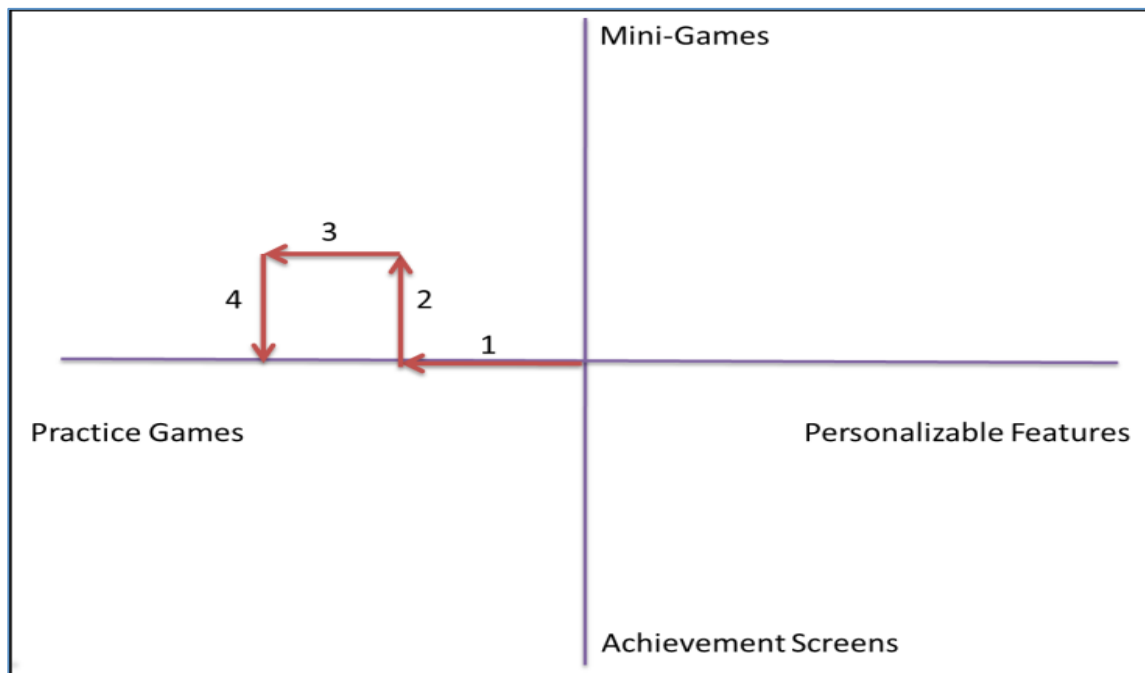 Mini-Games
3
4
2
1
Practice Games
Personalizable Features
Achievement Screens